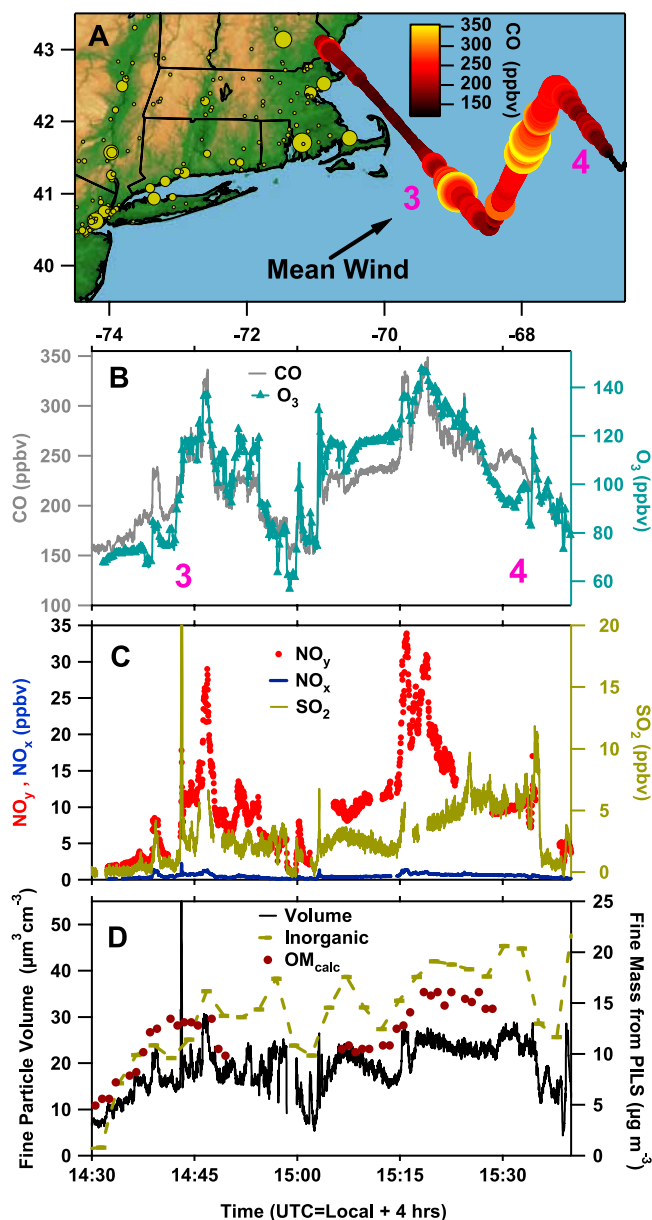 A
43
42
41
40
350
300
250
200
150
CO (ppbv)
3
4
Mean Wind
-74
-72
-70
-68
B
CO
O3
350
300
250
200
150
100
CO (ppbv)
140
120
100
80
60
O3 (ppbv)
3
4
C
NOy
NOx
SO2
35
30
25
20
15
10
5
0
NOy , NOx (ppbv)
20
15
10
5
0
SO2 (ppbv)
D
Volume
Inorganic
OMcalc
50
40
30
20
10
0
Fine Particle Volume (µm3 cm-3)
25
20
15
10
5
0
Fine Mass from PILS (µg m-3)
14:30
14:45
15:00
15:15
15:30
Time (UTC=Local + 4 hrs)